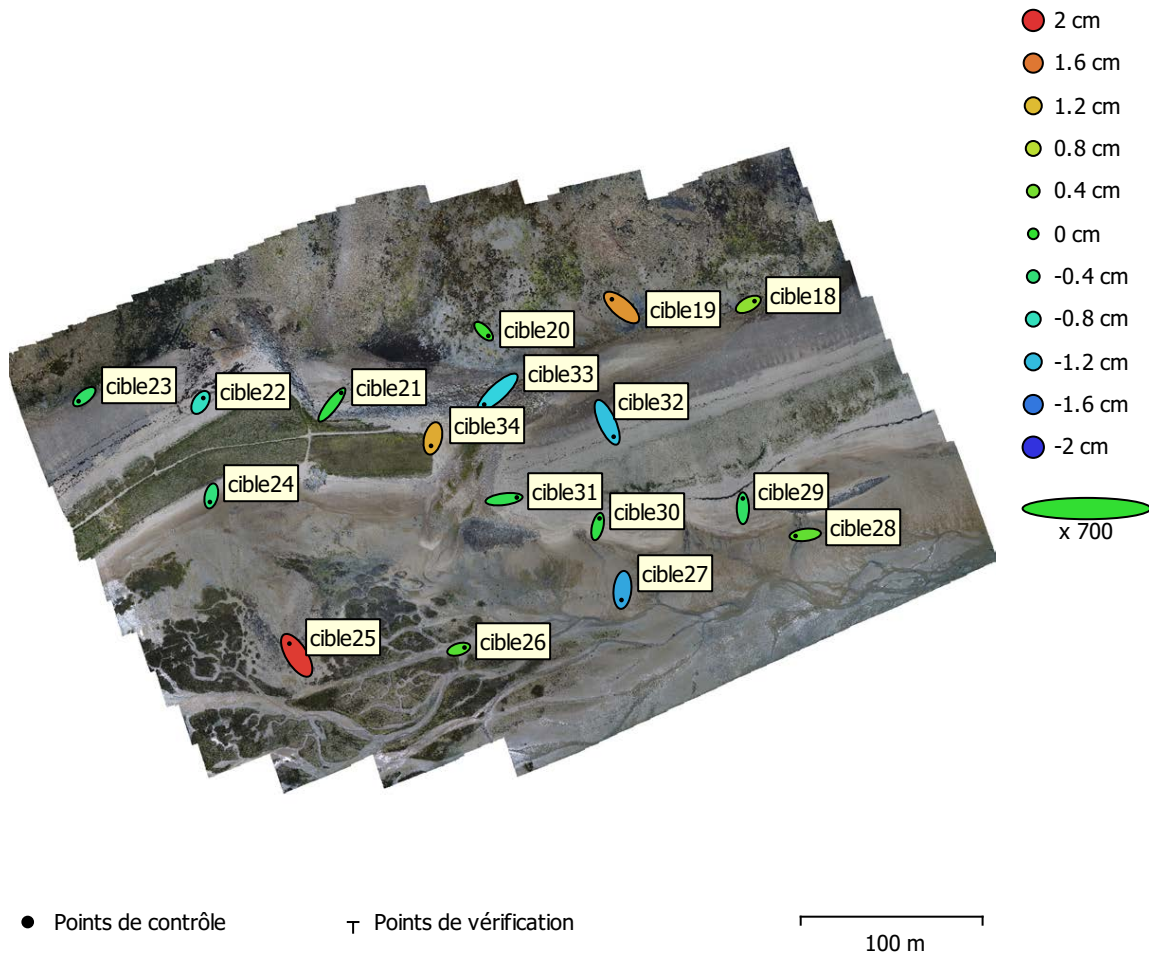 2 cm
1.6 cm
1.2 cm
0.8 cm
0.4 cm
0 cm
-0.4 cm
-0.8 cm
-1.2 cm
-1.6 cm
-2 cm
x 700
cible18
cible19
cible20
cible33
cible23
cible22
cible21
cible32
cible34
cible24
cible31
cible29
cible30
cible28
cible27
cible25
cible26
Points de contrôle
Points de vérification
100 m